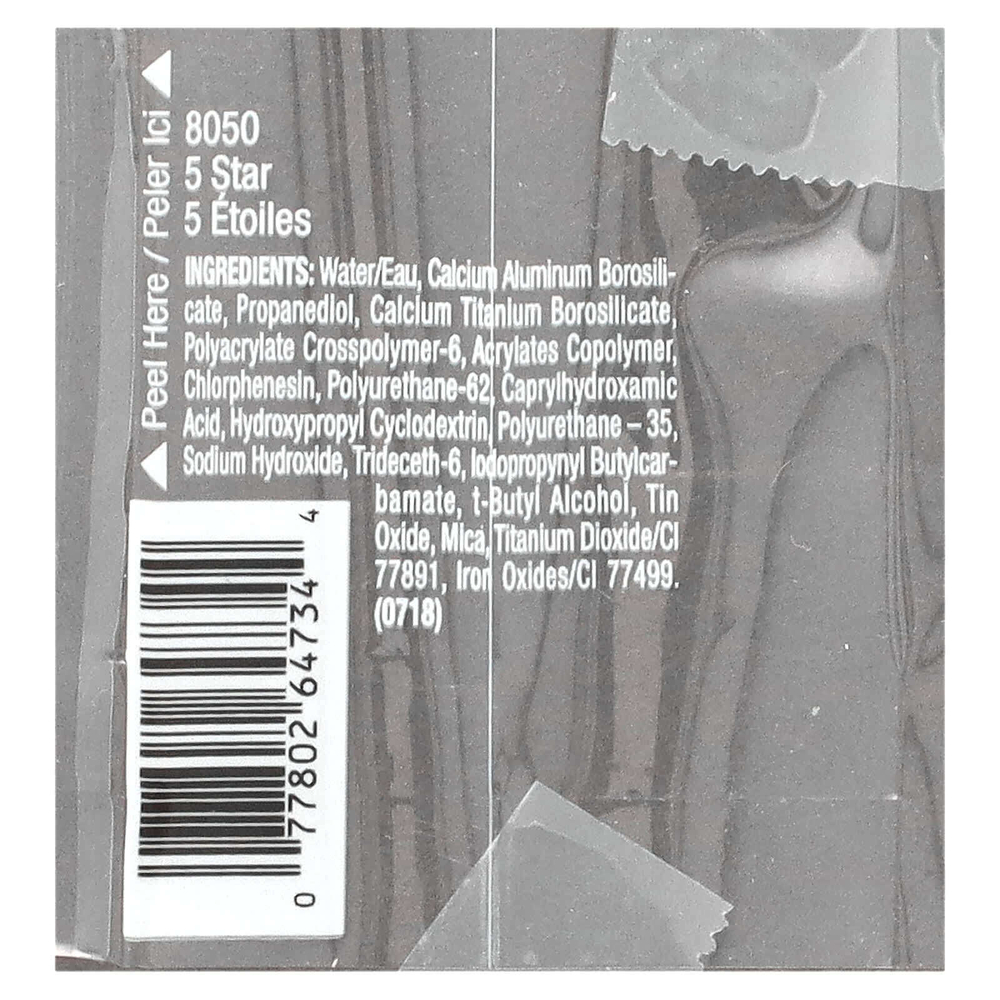 Peel Here / Peler Ici
8050
5 Star
5 Étoiles
INGREDIENTS: Water/Eau, Calcium Aluminum Borosili-
cate, Propanediol, Calcium Titanium Borosilicate,
Polyacrylate Crosspolymer-6, Acrylates Copolymer,
Chlorphenesin, Polyurethane-62, Caprylhydroxamic
Acid, Hydroxypropyl Cyclodextrin, Polyurethane – 35,
Sodium Hydroxide, Trideceth-6, Iodopropynyl Butylcar-
bamate, t-Butyl Alcohol, Tin
Oxide, Mica, Titanium Dioxide/CI
77891, Iron Oxides/CI 77499.
(0718)
0 77802 64734 4